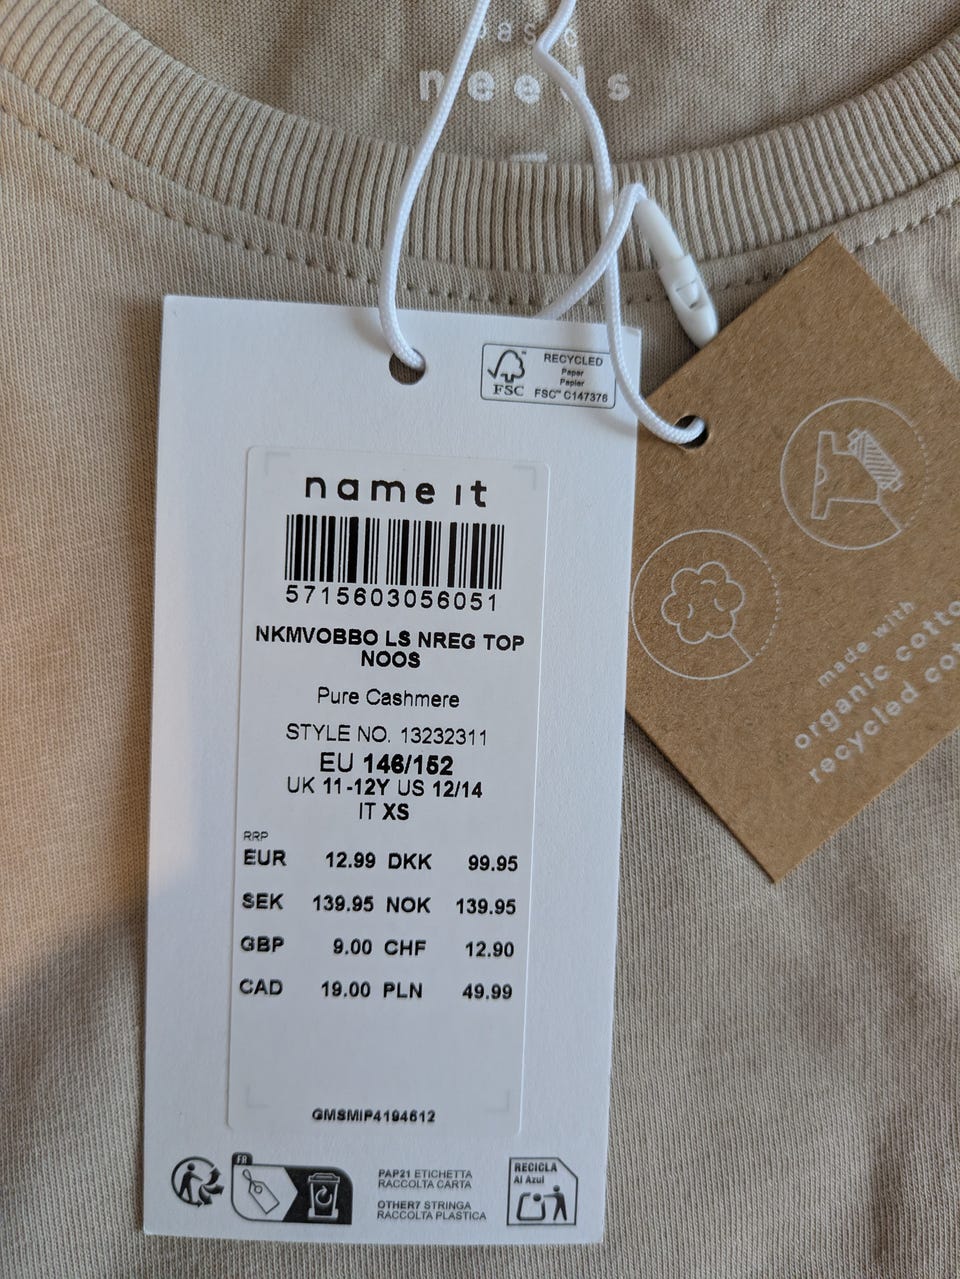 basic
needs
RECYCLED
Paper
Papier
FSC™ C147376
FSC
name it
5715603056051
NKMVOBBO LS NREG TOP
NOOS
Pure Cashmere
STYLE NO. 13232311
EU 146/152
UK 11-12Y US 12/14
IT XS
RRP
EUR 12.99 DKK 99.95
SEK 139.95 NOK 139.95
GBP 9.00 CHF 12.90
CAD 19.00 PLN 49.99
GMSMIP4194612
FR
PAP21 ETICHETTA
RACCOLTA CARTA
OTHER7 STRINGA
RACCOLTA PLASTICA
RECICLA
Al Azul
made with
organic
recycled